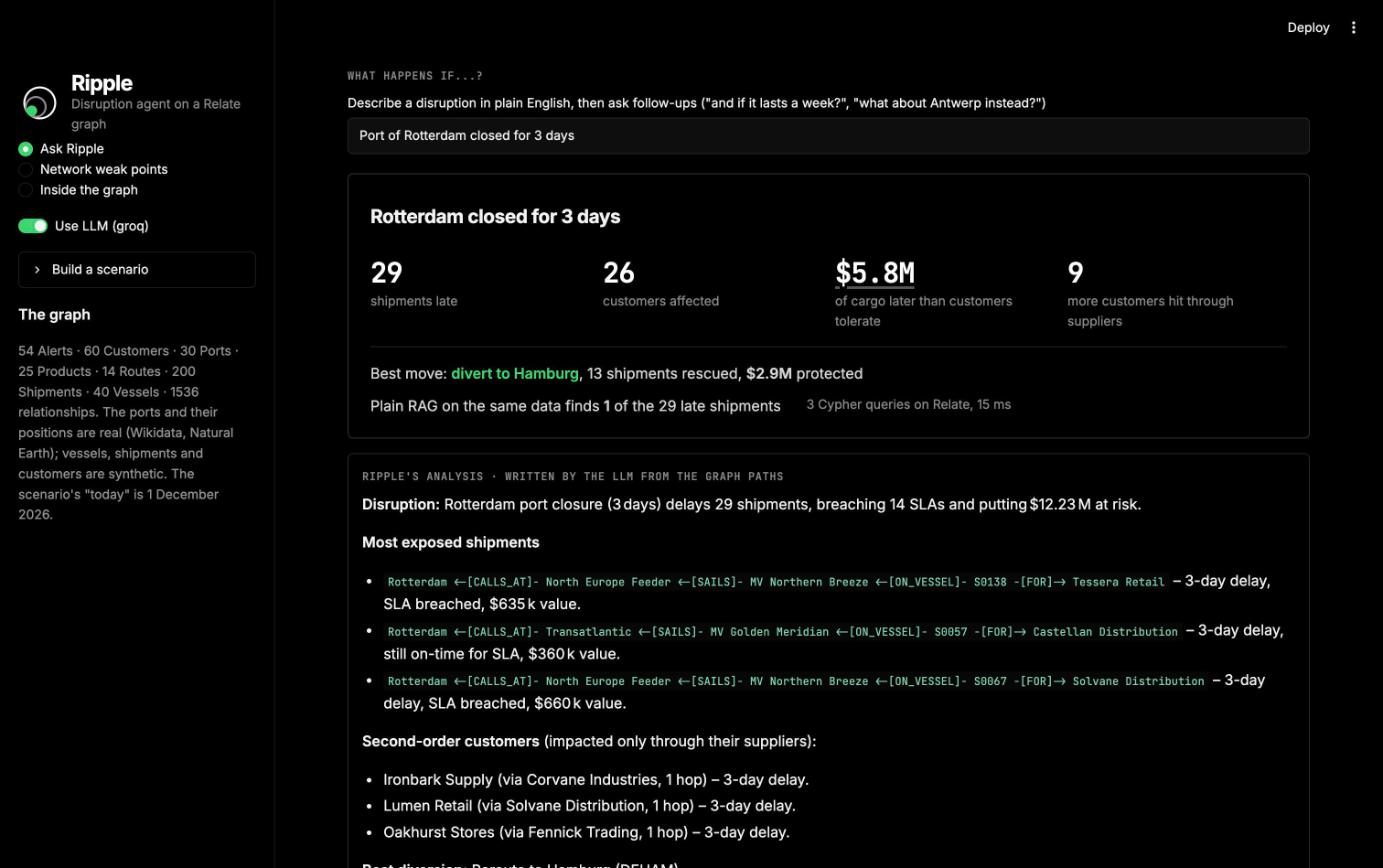 Deploy
Ripple
Disruption agent on a Relate
graph
Ask Ripple
Network weak points
Inside the graph
Use LLM (groq)
Build a scenario
The graph
54 Alerts · 60 Customers · 30 Ports ·
25 Products · 14 Routes · 200
Shipments · 40 Vessels · 1536
relationships. The ports and their
positions are real (Wikidata, Natural
Earth); vessels, shipments and
customers are synthetic. The
scenario's "today" is 1 December
2026.
WHAT HAPPENS IF...?
Describe a disruption in plain English, then ask follow-ups ("and if it lasts a week?", "what about Antwerp instead?")
Port of Rotterdam closed for 3 days
Rotterdam closed for 3 days
29
shipments late
26
customers affected
$5.8M
of cargo later than customers
tolerate
9
more customers hit through
suppliers
Best move: divert to Hamburg, 13 shipments rescued, $2.9M protected
Plain RAG on the same data finds 1 of the 29 late shipments 3 Cypher queries on Relate, 15 ms
RIPPLE'S ANALYSIS · WRITTEN BY THE LLM FROM THE GRAPH PATHS
Disruption: Rotterdam port closure (3 days) delays 29 shipments, breaching 14 SLAs and putting $12.23 M at risk.
Most exposed shipments
• Rotterdam <-[CALLS_AT]- North Europe Feeder <-[SAILS]- MV Northern Breeze <-[ON_VESSEL]- S0138 -[FOR]-> Tessera Retail – 3-day delay,
SLA breached, $635 k value.
• Rotterdam <-[CALLS_AT]- Transatlantic <-[SAILS]- MV Golden Meridian <-[ON_VESSEL]- S0057 -[FOR]-> Castellan Distribution – 3-day delay,
still on-time for SLA, $360 k value.
• Rotterdam <-[CALLS_AT]- North Europe Feeder <-[SAILS]- MV Northern Breeze <-[ON_VESSEL]- S0067 -[FOR]-> Solvane Distribution – 3-day
delay, SLA breached, $660 k value.
Second-order customers (impacted only through their suppliers):
• Ironbark Supply (via Corvane Industries, 1 hop) – 3-day delay.
• Lumen Retail (via Solvane Distribution, 1 hop) – 3-day delay.
• Oakhurst Stores (via Fennick Trading, 1 hop) – 3-day delay.
Best diversion: Reroute to Hamburg (DEHAM)